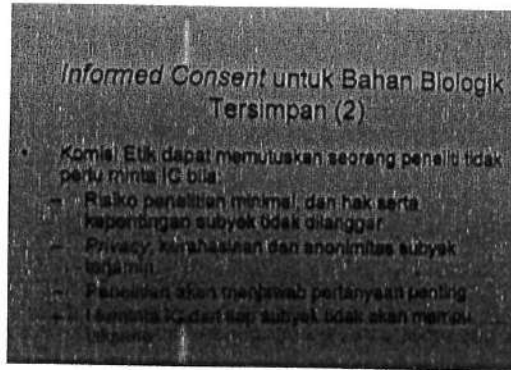 Informed Consent untuk Bahan Biologik
Tersimpan (2)
• Komisi Etik dapat memutuskan seorang peneliti tidak
perlu minta IC bila:
– Risiko penelitian minimal, dan hak serta
kepentingan subyek tidak dilanggar
– Privacy, kerahasiaan dan anonimitas subyek
terjamin
– Penelitian akan menjawab pertanyaan penting
– minta IC dari tiap subyek tidak akan mampu